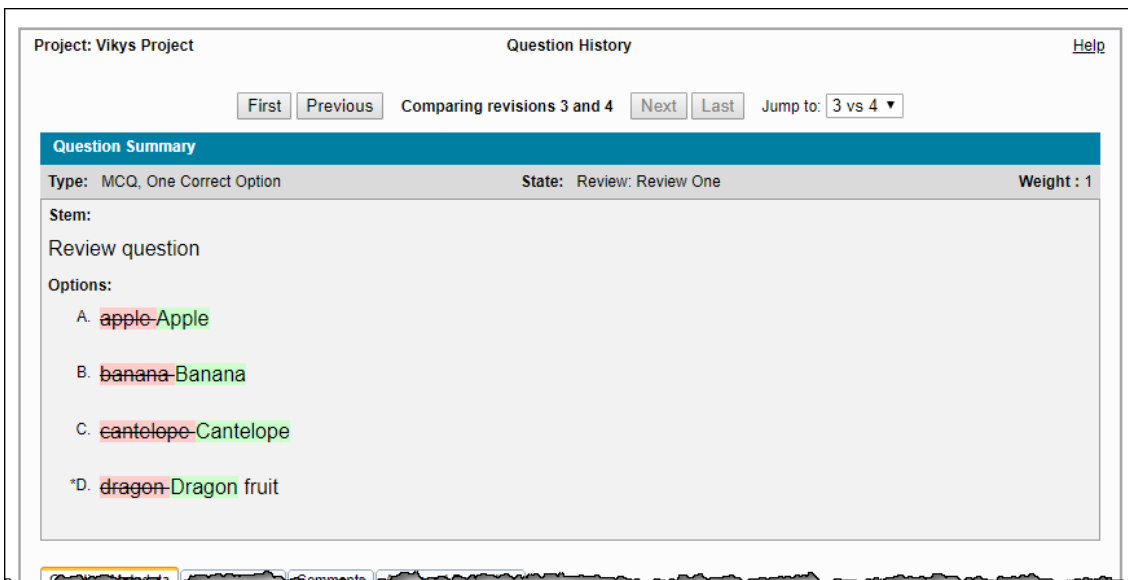 Project: Vikys Project Question History Help
First Previous Comparing revisions 3 and 4 Next Last Jump to: 3 vs 4
Question Summary
Type: MCQ, One Correct Option State: Review: Review One Weight : 1
Stem:
Review question
Options:
A. apple Apple
B. banana Banana
C. cantelope Cantelope
*D. dragon Dragon fruit
Comments